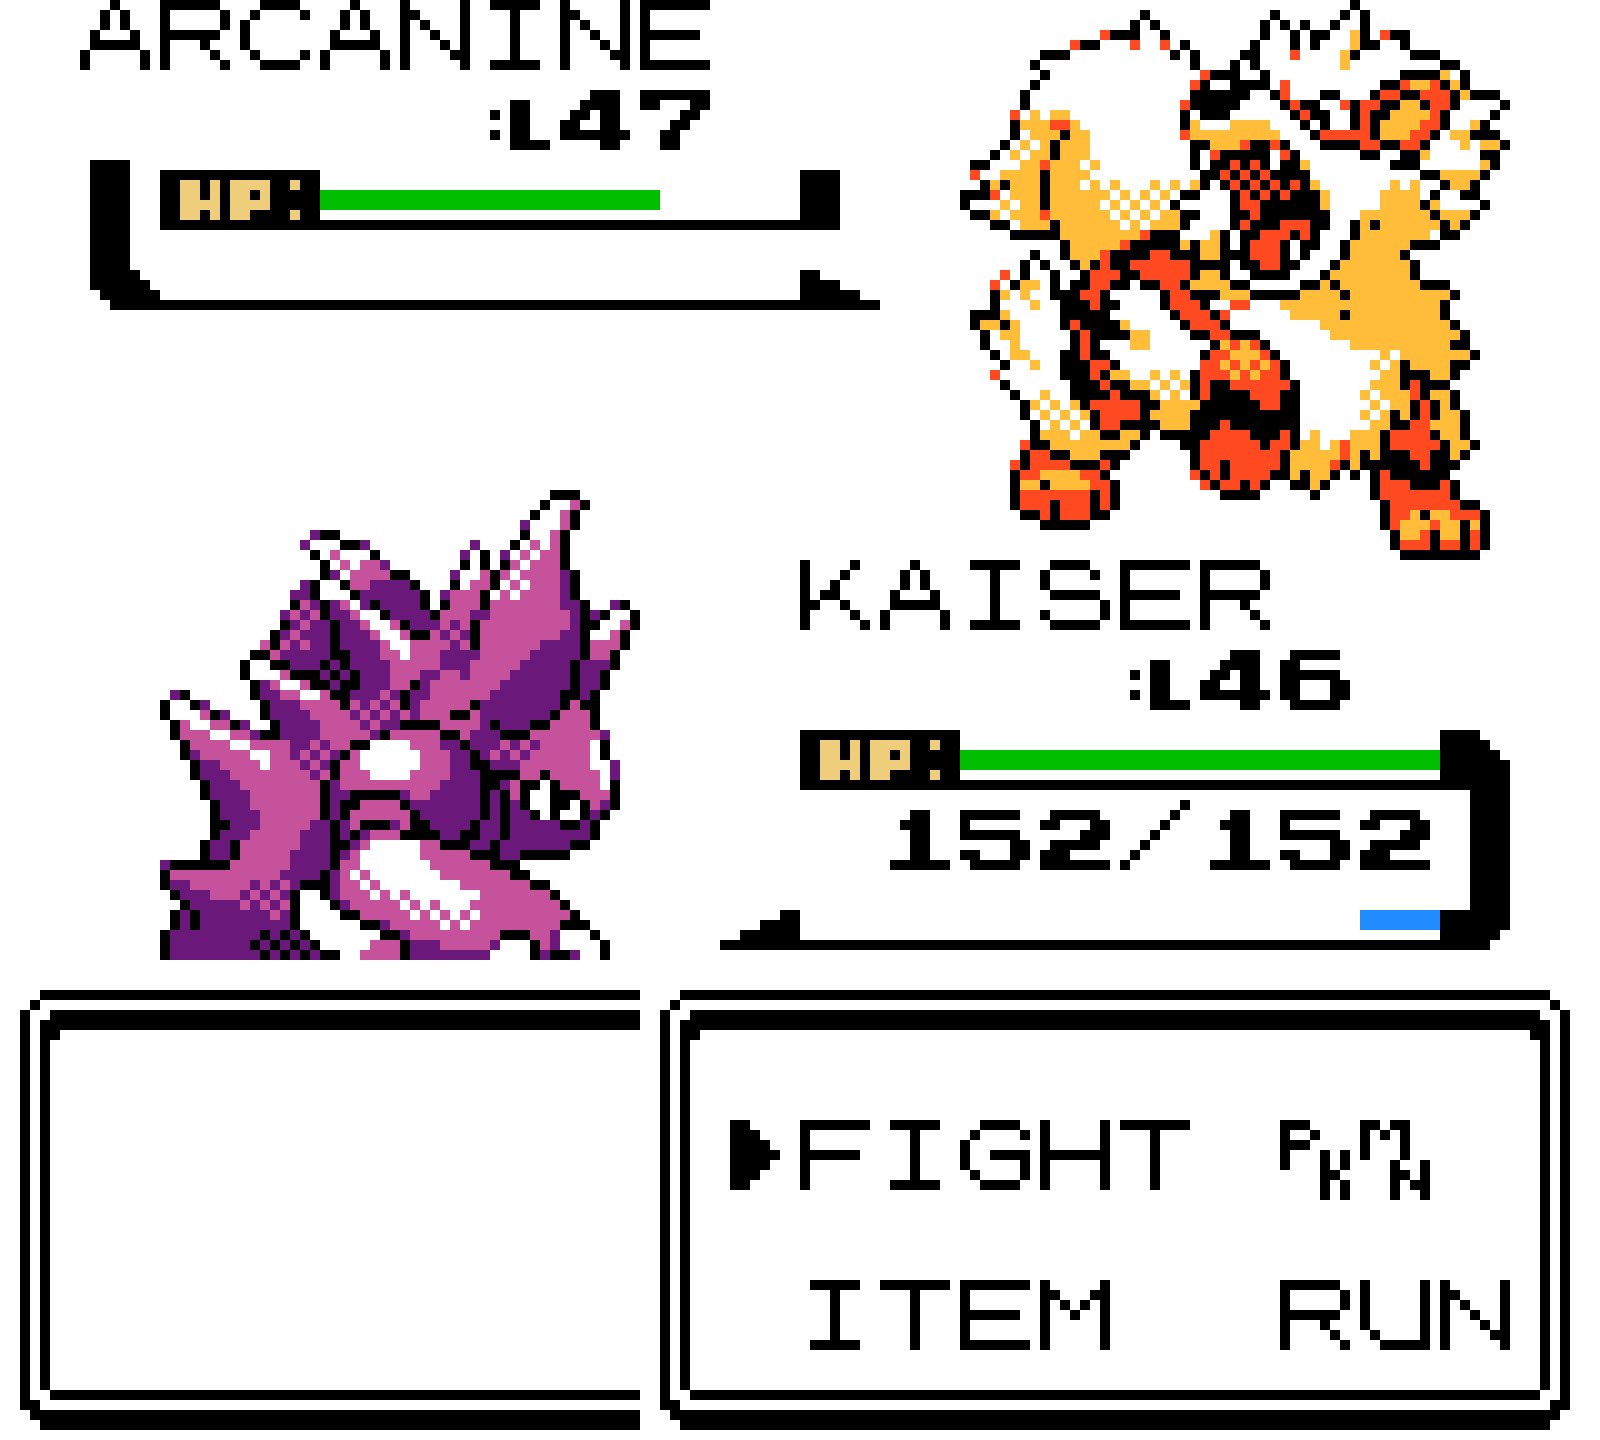 ARCANINE
:L47
HP:
KAISER
:L46
HP:
152/152
▶FIGHT PKMN
ITEM RUN